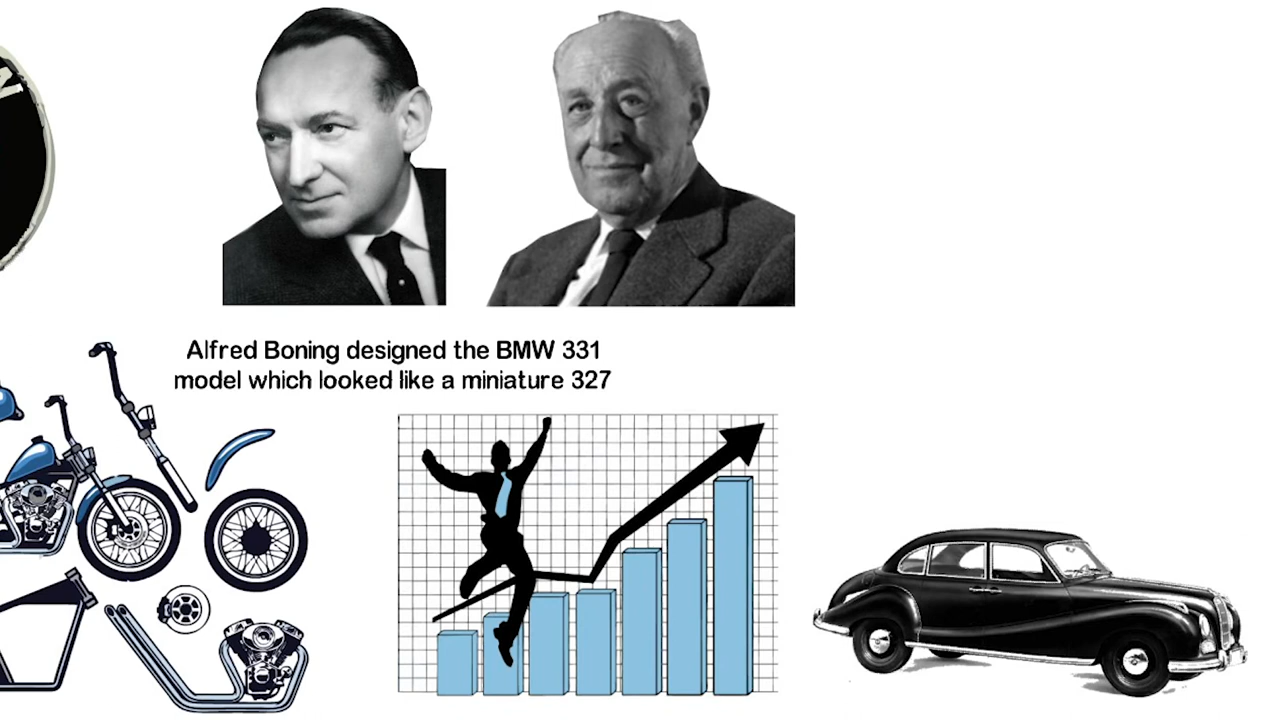 Alfred Boning designed the BMW 331
model which looked like a miniature 327